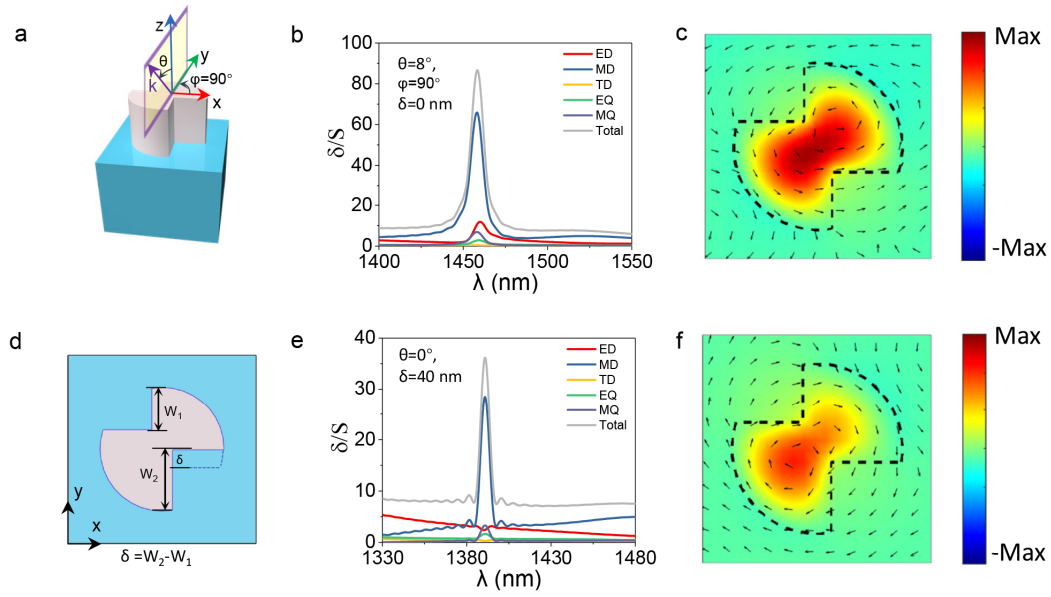 a
z
y
θ
k
φ=90°
x
b
100
80
60
40
20
0
δ/S
θ=8°,
φ=90°
δ=0 nm
ED
MD
TD
EQ
MQ
Total
1400 1450 1500 1550
λ (nm)
c
Max
-Max
d
W1
δ
W2
y
x
δ =W2-W1
e
40
30
20
10
0
δ/S
θ=0°,
δ=40 nm
ED
MD
TD
EQ
MQ
Total
1330 1380 1430 1480
λ (nm)
f
Max
-Max